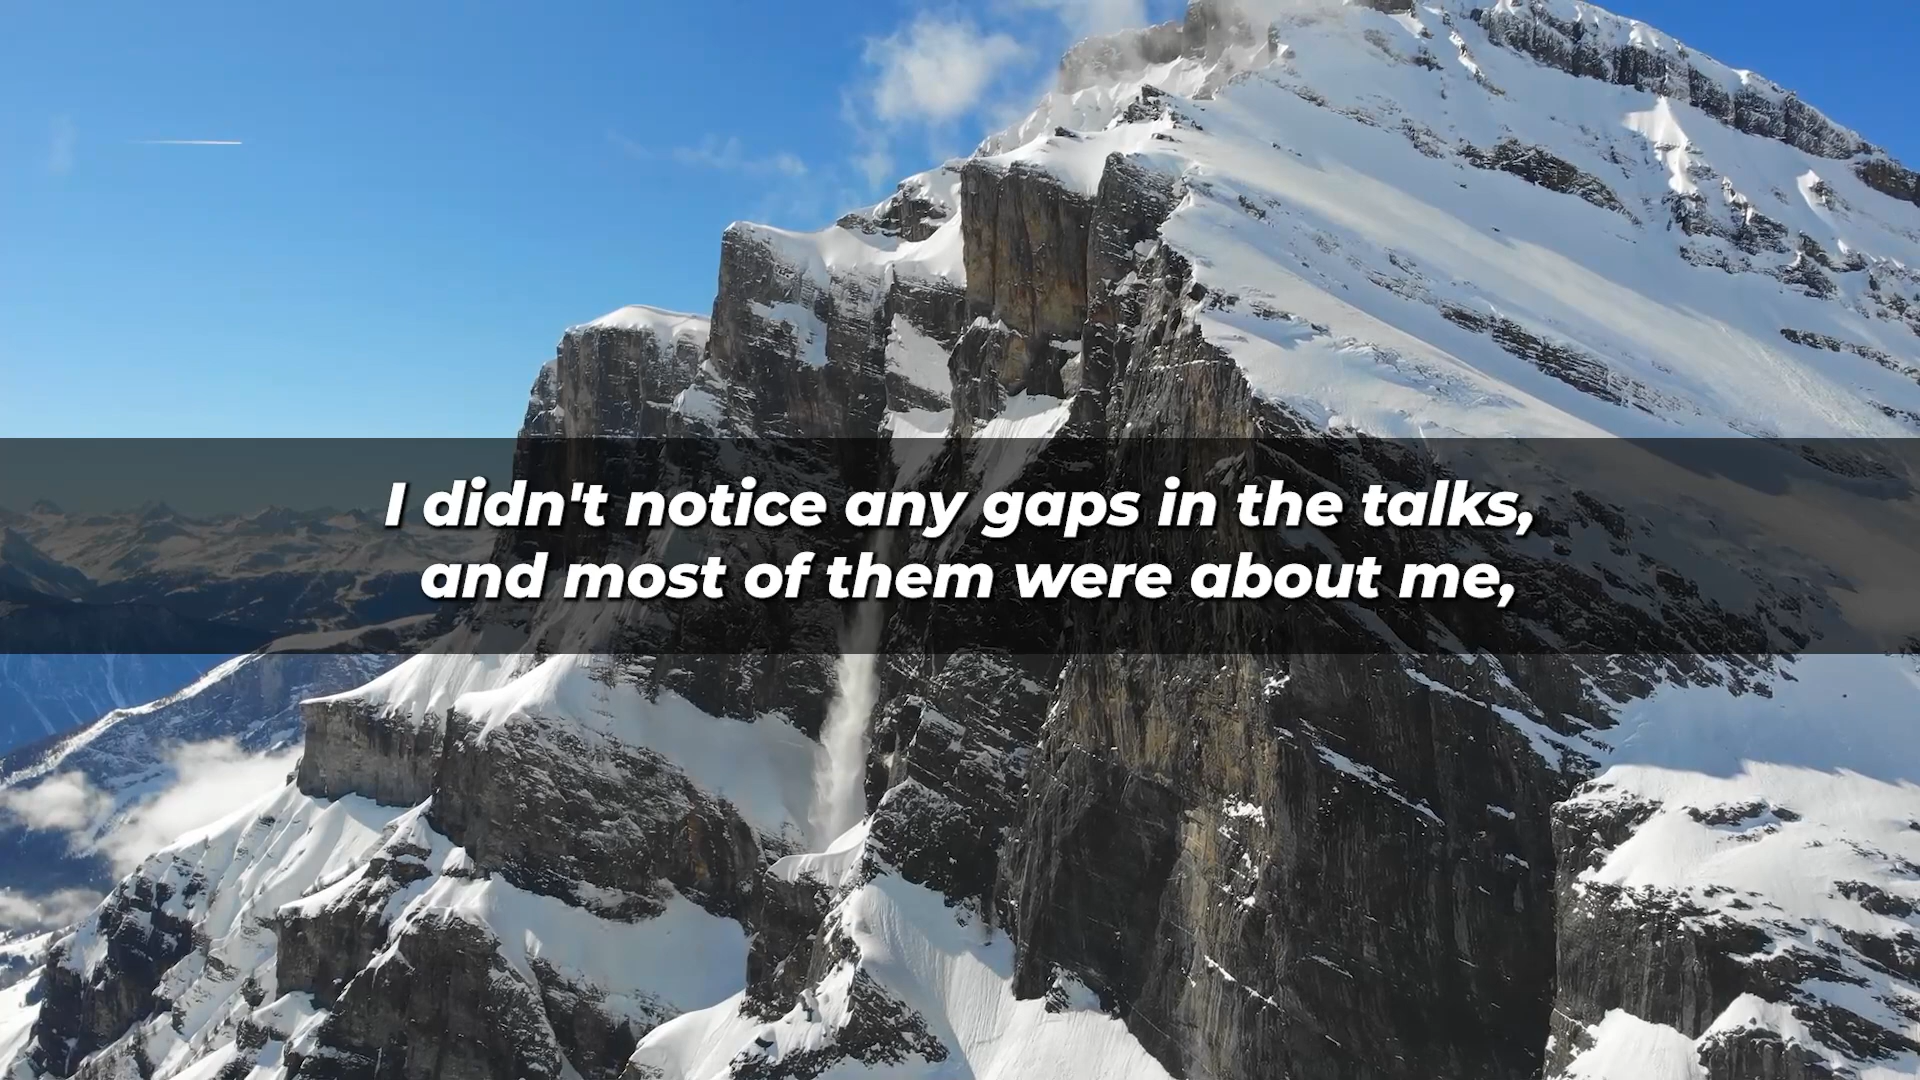 I didn't notice any gaps in the talks,
and most of them were about me,